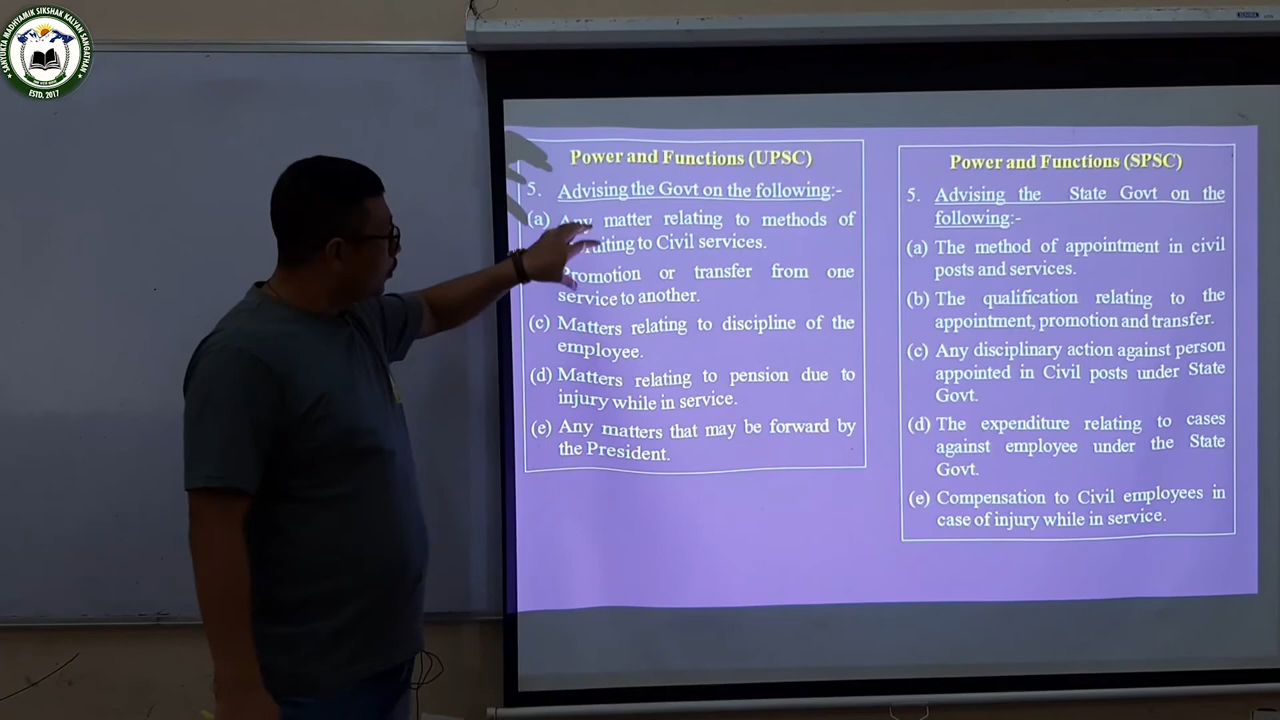 SANYUKTA MADHYAMIK SIKSHAK KALYAN SANGATHAN
ESTD. 2017
Power and Functions (UPSC)
5. Advising the Govt on the following:-
(a) Any matter relating to methods of
to Civil services.
Promotion or transfer from one
service to another.
(c) Matters relating to discipline of the
employee.
(d) Matters relating to pension due to
injury while in service.
(e) Any matters that may be forward by
the President.
Power and Functions (SPSC)
5. Advising the State Govt on the
following:-
(a) The method of appointment in civil
posts and services.
(b) The qualification relating to the
appointment, promotion and transfer.
(c) Any disciplinary action against person
appointed in Civil posts under State
Govt.
(d) The expenditure relating to cases
against employee under the State
Govt.
(e) Compensation to Civil employees in
case of injury while in service.